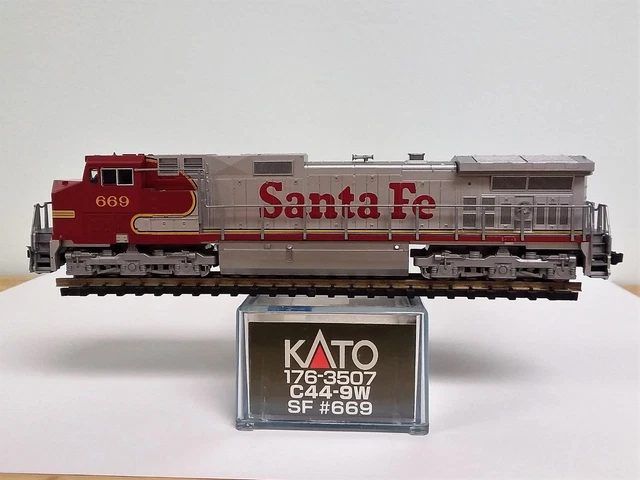 669
Santa Fe
KATO
176-3507
C44-9W
SF #669